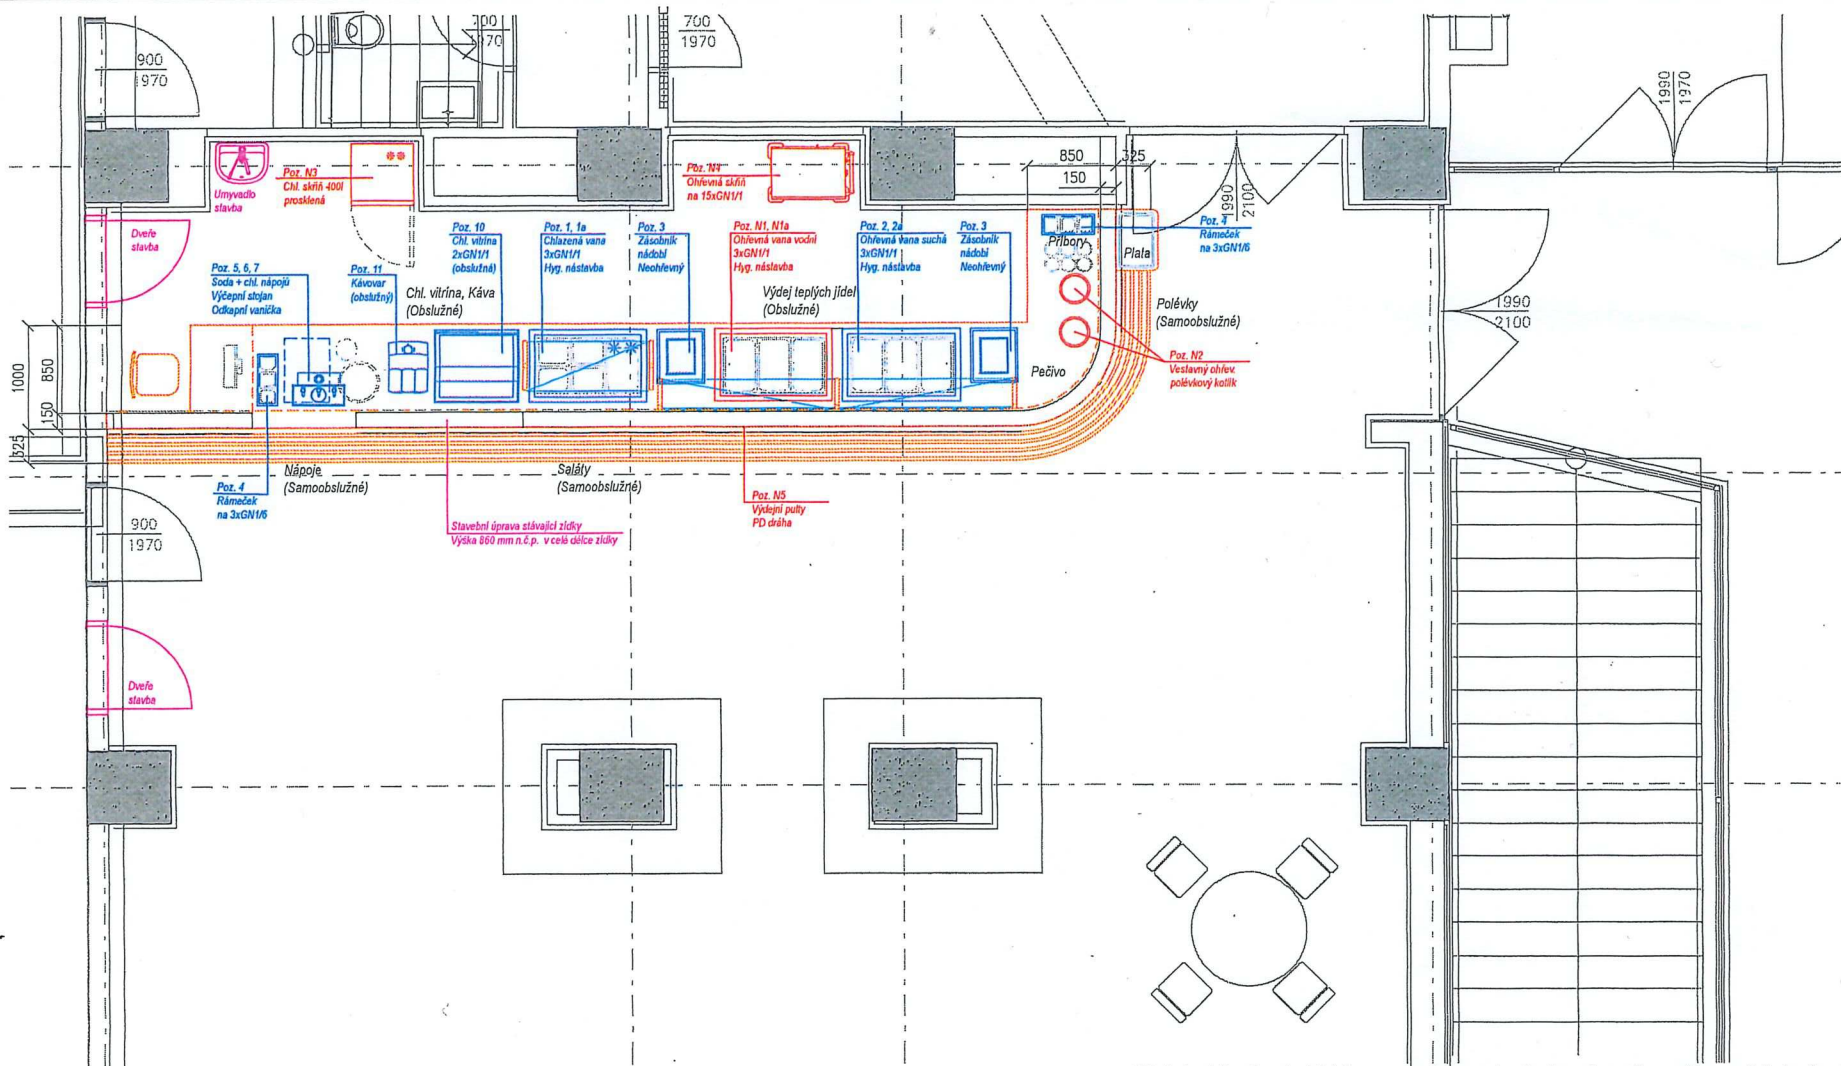 900
1970
700
1970
700
1970
1990
1970
850
325
150
1990
2100
Umyvadlo
stavba
Poz. N3
Chl. skříň 400l
prosklená
Poz. N4
Ohřevná skříň
na 15xGN1/1
Dveře
stavba
Poz. 5, 6, 7
Soda + chl. nápojů
Výčepní stojan
Odkapní vanička
Poz. 11
Kávovar
(obslužný)
Chl. vitrína, Káva
(Obslužné)
Poz. 10
Chl. vitrína
2xGN1/1
(obslužná)
Poz. 1, 1a
Chlazená vana
3xGN1/1
Hyg. nástavba
Poz. 3
Zásobník
nádobí
Neohřevný
Poz. N1, N1a
Ohřevná vana vodní
3xGN1/1
Hyg. nástavba
Výdej teplých jídel
(Obslužné)
Poz. 2, 2a
Ohřevná vana suchá
3xGN1/1
Hyg. nástavba
Poz. 3
Zásobník
nádobí
Neohřevný
Příbory
Plata
Poz. 4
Rámeček
na 3xGN1/6
Polévky
(Samoobslužné)
1990
2100
Poz. N2
Vestavný ohřev.
polévkový kotlík
Pečivo
1000
850
150
325
Nápoje
(Samoobslužné)
Saláty
(Samoobslužné)
Poz. 4
Rámeček
na 3xGN1/6
Poz. N5
Výdejní pulty
PD dráha
Stavební úprava stávající zídky
Výška 860 mm n.č.p. v celé délce zídky
900
1970
Dveře
stavba